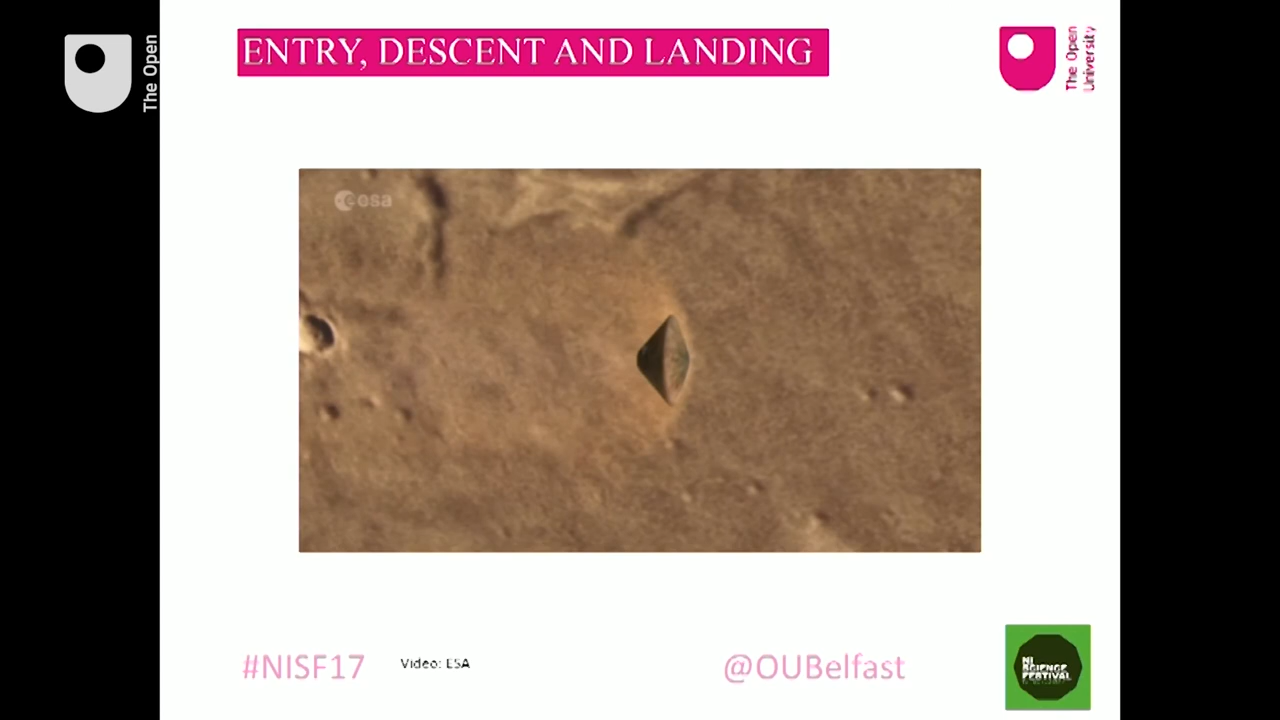 The Open
ENTRY, DESCENT AND LANDING
The Open
University
esa
#NISF17
Video: ESA
@OUBelfast
NI
SCIENCE
FESTIVAL